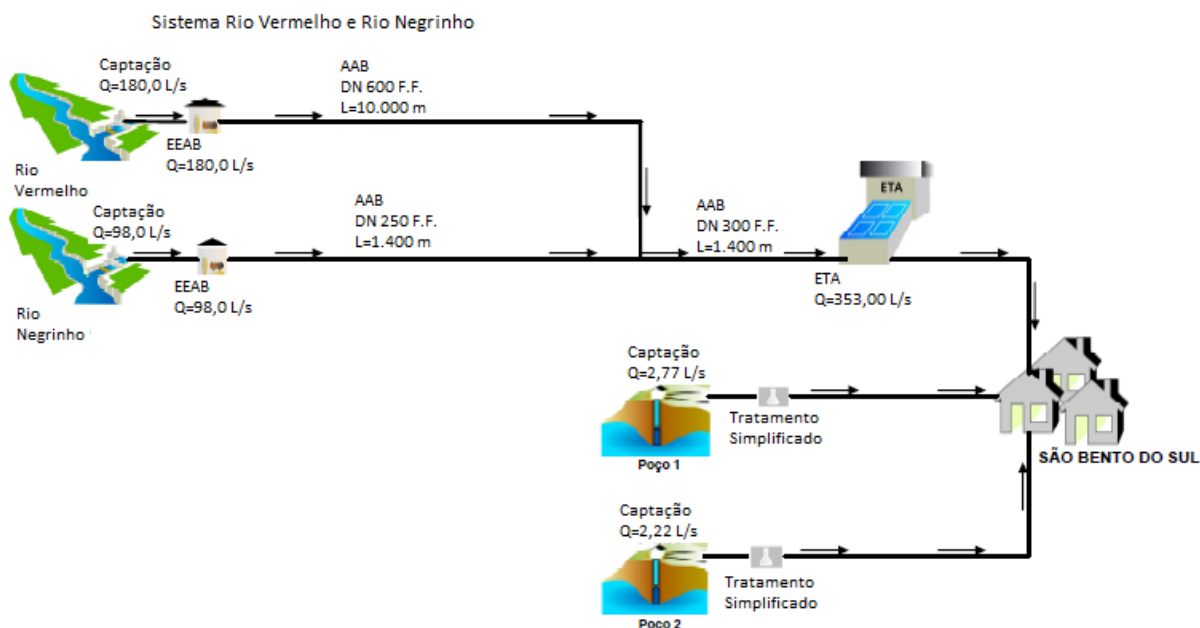 Sistema Rio Vermelho e Rio Negrinho
Captação
Q=180,0 L/s
AAB
DN 600 F.F.
L=10.000 m
EEAB
Q=180,0 L/s
Rio
Vermelho
Captação
Q=98,0 L/s
AAB
DN 250 F.F.
L=1.400 m
EEAB
Q=98,0 L/s
Rio
Negrinho
AAB
DN 300 F.F.
L=1.400 m
ETA
ETA
Q=353,00 L/s
Captação
Q=2,77 L/s
Tratamento
Simplificado
Poço 1
SÃO BENTO DO SUL
Captação
Q=2,22 L/s
Tratamento
Simplificado
Poço 2